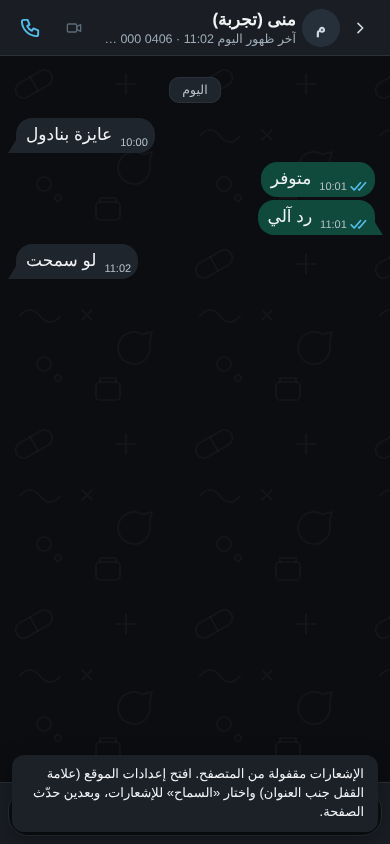 منى (تجربة)
آخر ظهور اليوم 11:02 · 0406 000 ...
م
اليوم
عايزة بنادول 10:00
متوفر 10:01
رد آلي 11:01
لو سمحت 11:02
الإشعارات مقفولة من المتصفح. افتح إعدادات الموقع (علامة
القفل جنب العنوان) واختار «السماح» للإشعارات، وبعدين حدّث
الصفحة.